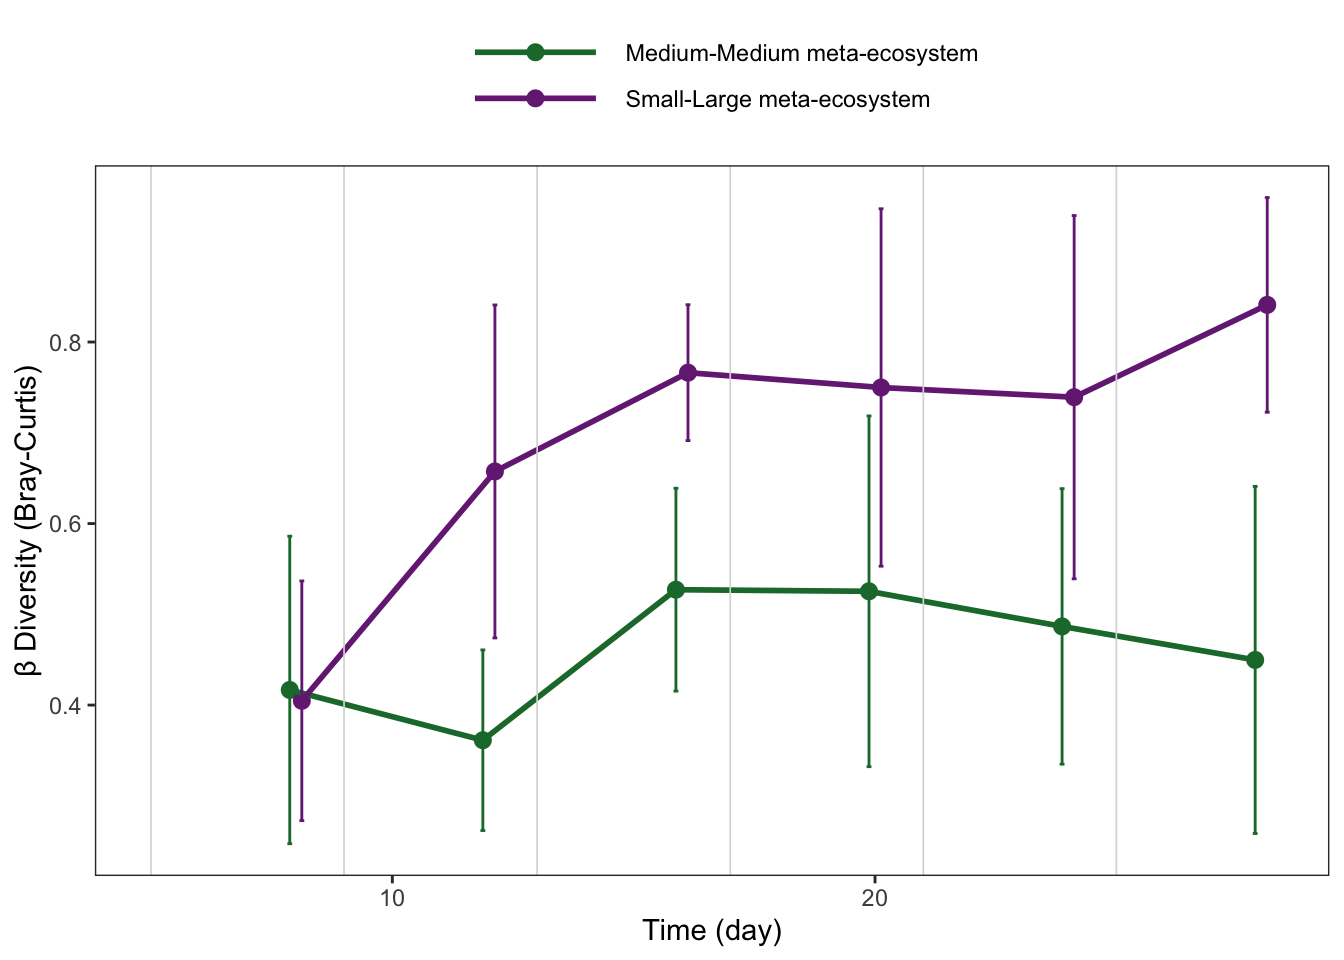 Medium-Medium meta-ecosystem
Small-Large meta-ecosystem
β Diversity (Bray-Curtis)
0.8
0.6
0.4
10
20
Time (day)